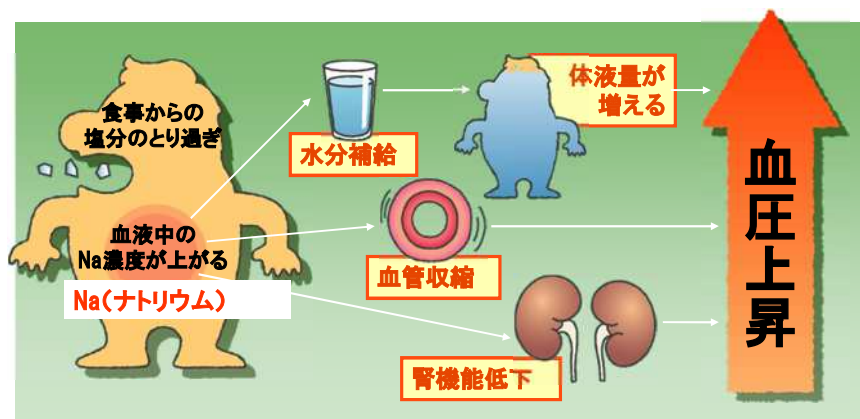 食事からの
塩分のとり過ぎ
血液中の
Na濃度が上がる
Na(ナトリウム)
水分補給
体液量が
増える
血管収縮
腎機能低下
血圧上昇